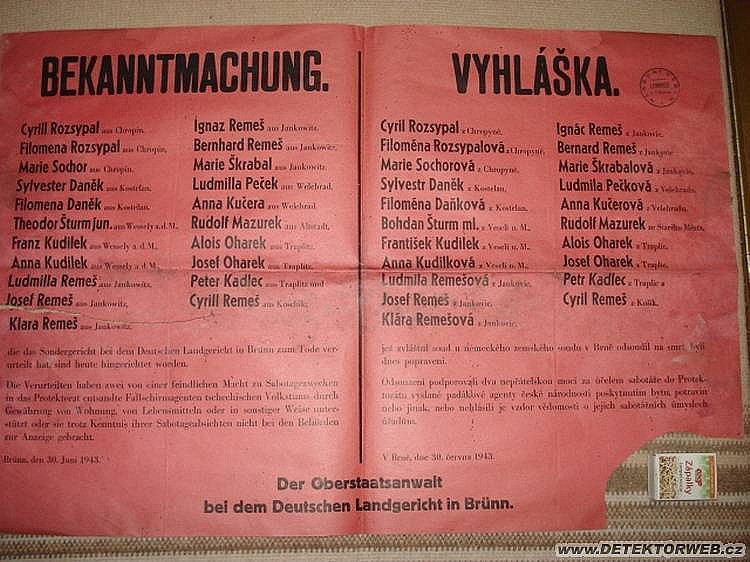 BEKANNTMACHUNG.
Cyrill Rozsypal aus Chropin,
Filomena Rozsypal aus Chropin,
Marie Sochor aus Chropin,
Sylvester Daněk aus Kostelan,
Filomena Daněk aus Kostelan,
Theodor Šturm jun. aus Wessely a.d.M.,
Franz Kudilek aus Wessely a.d.M.,
Anna Kudilek aus Wessely a.d.M.,
Ludmilla Remeš aus Jankowitz,
Josef Remeš aus Jankowitz,
Klara Remeš aus Jankowitz,
Ignaz Remeš aus Jankowitz,
Bernhard Remeš aus Jankowitz,
Marie Škrabal aus Jankowitz,
Ludmilla Peček aus Welehrad,
Anna Kučera aus Welehrad,
Rudolf Mazurek aus Altstadt,
Alois Oharek aus Traplitz,
Josef Oharek aus Traplitz,
Peter Kadlec aus Traplitz und
Cyrill Remeš aus Koschik,
die das Sondergericht bei dem Deutschen Landgericht in Brünn zum Tode ver-
urteilt hat, sind heute hingerichtet worden.
Die Verurteilten haben zwei von einer feindlichen Macht zu Sabotagezwecken
in das Protektorat entsandte Fallschirmagenten tschechischen Volkstums durch
Gewährung von Wohnung, von Lebensmitteln oder in sonstiger Weise unter-
stützt oder sie trotz Kenntnis ihrer Sabotageabsichten nicht bei den Behörden
zur Anzeige gebracht.
Brünn, den 30. Juni 1943.
VYHLÁŠKA.
Cyril Rozsypal z Chropyně,
Filoména Rozsypalová z Chropyně,
Marie Sochorová z Chropyně,
Sylvestr Daněk z Kostelan,
Filoména Daňková z Kostelan,
Bohdan Šturm ml. z Veselí n. M.,
František Kudilek z Veselí n. M.,
Anna Kudilková z Veselí n. M.,
Ludmila Remešová z Jankovic,
Josef Remeš z Jankovic,
Klára Remešová z Jankovic,
Ignác Remeš z Jankovic,
Bernard Remeš z Jankovic,
Marie Škrabalová z Jankovic,
Ludmila Pečková z Velehradu,
Anna Kučerová z Velehradu,
Rudolf Mazurek ze Starého Města,
Alois Oharek z Traplic,
Josef Oharek z Traplic,
Petr Kadlec z Traplic a
Cyril Remeš z Košík,
jež zvláštní soud u německého zemského soudu v Brně odsoudil na smrt, byli
dnes popraveni.
Odsouzení podporovali dva nepřátelskou mocí za účelem sabotáže do Protek-
torátu vyslané padákové agenty české národnosti poskytnutím bytu, potravin
nebo jinak, nebo nehlásili je vzdor vědomosti o jejich sabotážních úmyslech
úřadům.
V Brně, dne 30. června 1943.
Der Oberstaatsanwalt
bei dem Deutschen Landgericht in Brünn.
Zápalky
www.DETEKTORWEB.cz